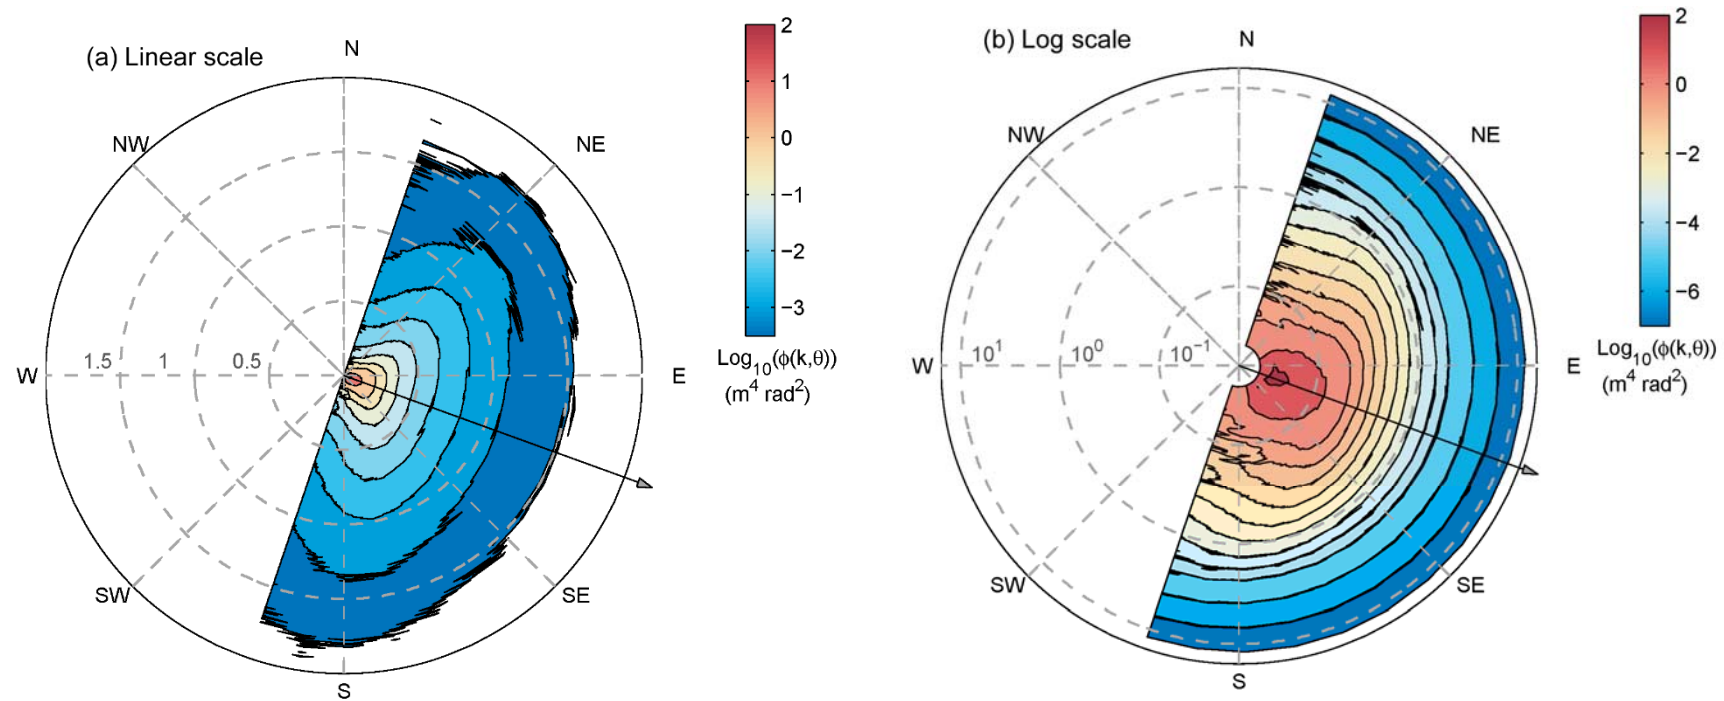 (a) Linear scale
N
NW
NE
W
1.5
1
0.5
E
SW
SE
S
2
1
0
−1
−2
−3
Log10(ϕ(k,θ))
(m⁴ rad²)
(b) Log scale
N
NW
NE
W
10¹
10⁰
10⁻¹
E
SW
SE
S
2
0
−2
−4
−6
Log10(ϕ(k,θ))
(m⁴ rad²)